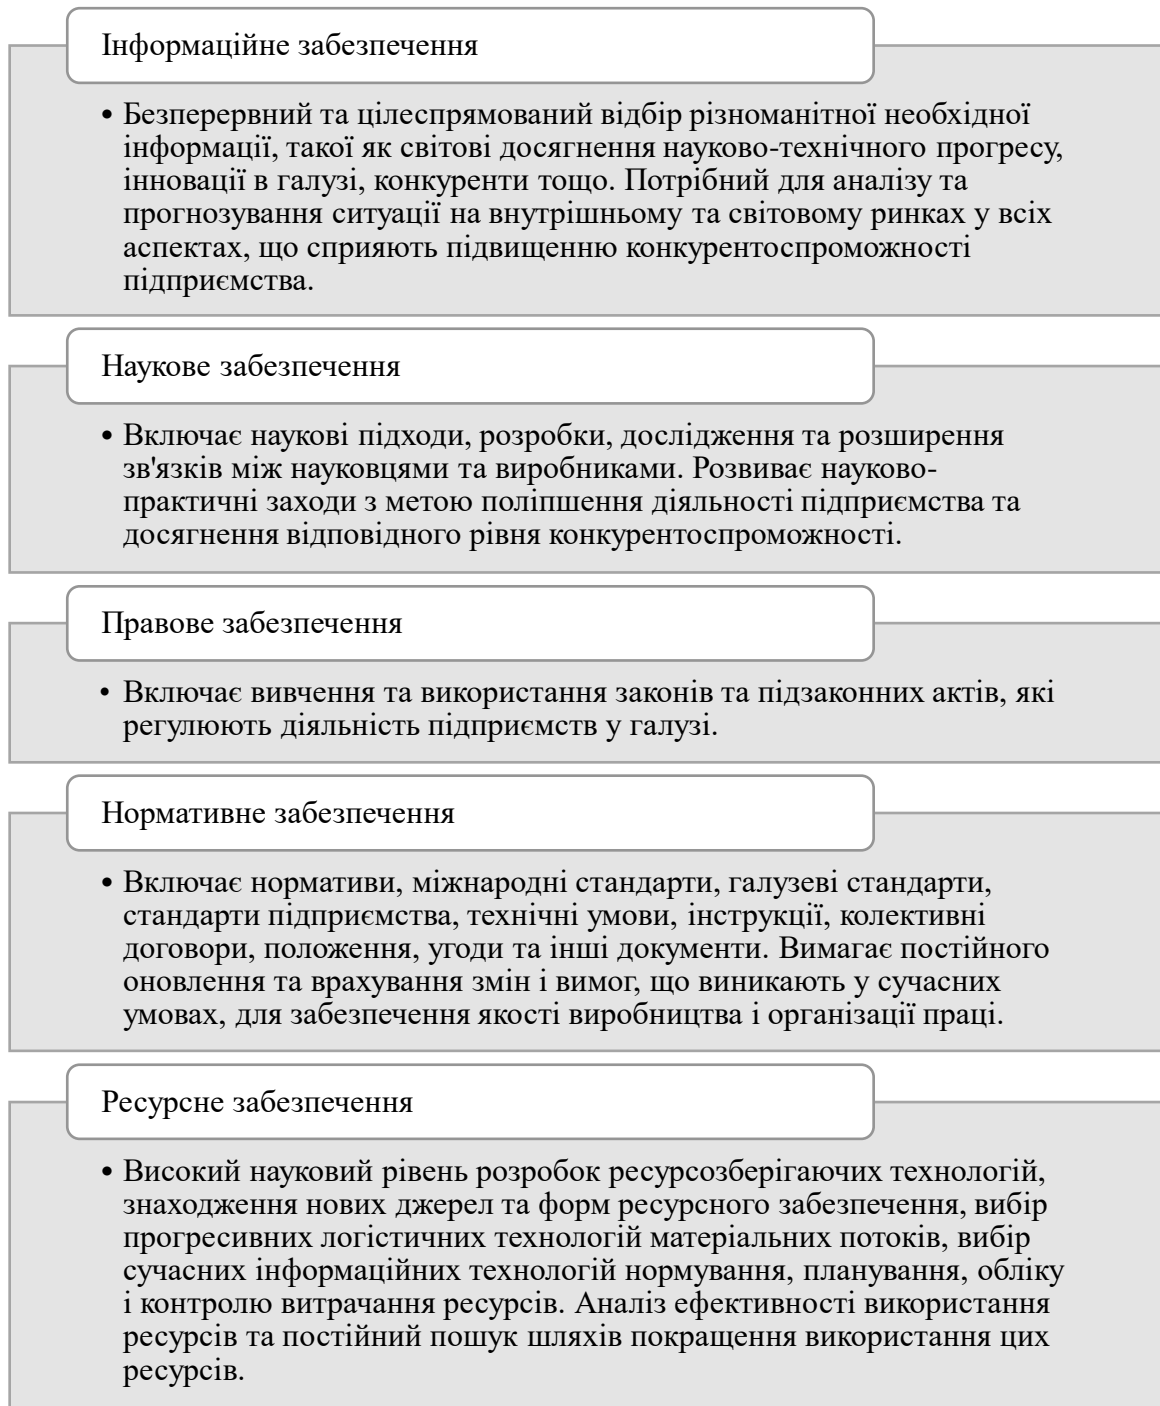 Інформаційне забезпечення
• Безперервний та цілеспрямований відбір різноманітної необхідної
інформації, такої як світові досягнення науково-технічного прогресу,
інновації в галузі, конкуренти тощо. Потрібний для аналізу та
прогнозування ситуації на внутрішньому та світовому ринках у всіх
аспектах, що сприяють підвищенню конкурентоспроможності
підприємства.
Наукове забезпечення
• Включає наукові підходи, розробки, дослідження та розширення
зв'язків між науковцями та виробниками. Розвиває науково-
практичні заходи з метою поліпшення діяльності підприємства та
досягнення відповідного рівня конкурентоспроможності.
Правове забезпечення
• Включає вивчення та використання законів та підзаконних актів, які
регулюють діяльність підприємств у галузі.
Нормативне забезпечення
• Включає нормативи, міжнародні стандарти, галузеві стандарти,
стандарти підприємства, технічні умови, інструкції, колективні
договори, положення, угоди та інші документи. Вимагає постійного
оновлення та врахування змін і вимог, що виникають у сучасних
умовах, для забезпечення якості виробництва і організації праці.
Ресурсне забезпечення
• Високий науковий рівень розробок ресурсозберігаючих технологій,
знаходження нових джерел та форм ресурсного забезпечення, вибір
прогресивних логістичних технологій матеріальних потоків, вибір
сучасних інформаційних технологій нормування, планування, обліку
і контролю витрачання ресурсів. Аналіз ефективності використання
ресурсів та постійний пошук шляхів покращення використання цих
ресурсів.